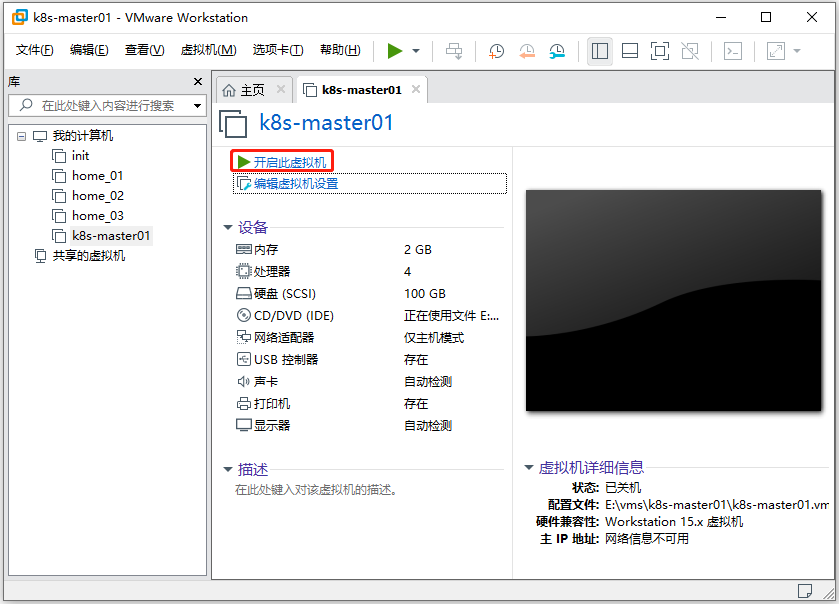 k8s-master01 - VMware Workstation
文件(F) 编辑(E) 查看(V) 虚拟机(M) 选项卡(T) 帮助(H)
库
在此处键入内容进行搜索
我的计算机
init
home_01
home_02
home_03
k8s-master01
共享的虚拟机
主页 k8s-master01
k8s-master01
开启此虚拟机
编辑虚拟机设置
设备
内存 2 GB
处理器 4
硬盘 (SCSI) 100 GB
CD/DVD (IDE) 正在使用文件 E:...
网络适配器 仅主机模式
USB 控制器 存在
声卡 自动检测
打印机 存在
显示器 自动检测
描述
在此处键入对该虚拟机的描述。
虚拟机详细信息
状态: 已关机
配置文件: E:\vms\k8s-master01\k8s-master01.vm
硬件兼容性: Workstation 15.x 虚拟机
主 IP 地址: 网络信息不可用